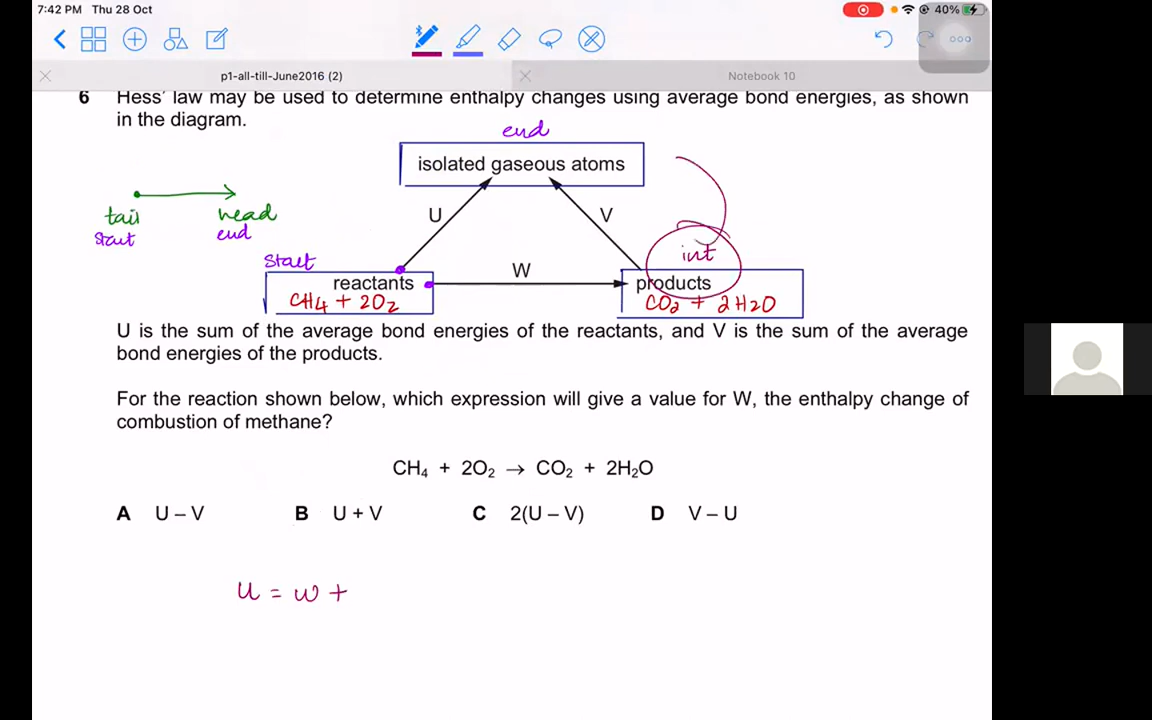 7:42 PM Thu 28 Oct
40%
p1-all-till-June2016 (2)
Notebook 10
6 Hess' law may be used to determine enthalpy changes using average bond energies, as shown
in the diagram.
end
isolated gaseous atoms
tail
head
start
end
U
V
start
int
W
reactants
products
CH4 + 2O2
CO2 + 2H2O
U is the sum of the average bond energies of the reactants, and V is the sum of the average
bond energies of the products.
For the reaction shown below, which expression will give a value for W, the enthalpy change of
combustion of methane?
CH₄ + 2O₂ → CO₂ + 2H₂O
A U – V B U + V C 2(U – V) D V – U
U = W +